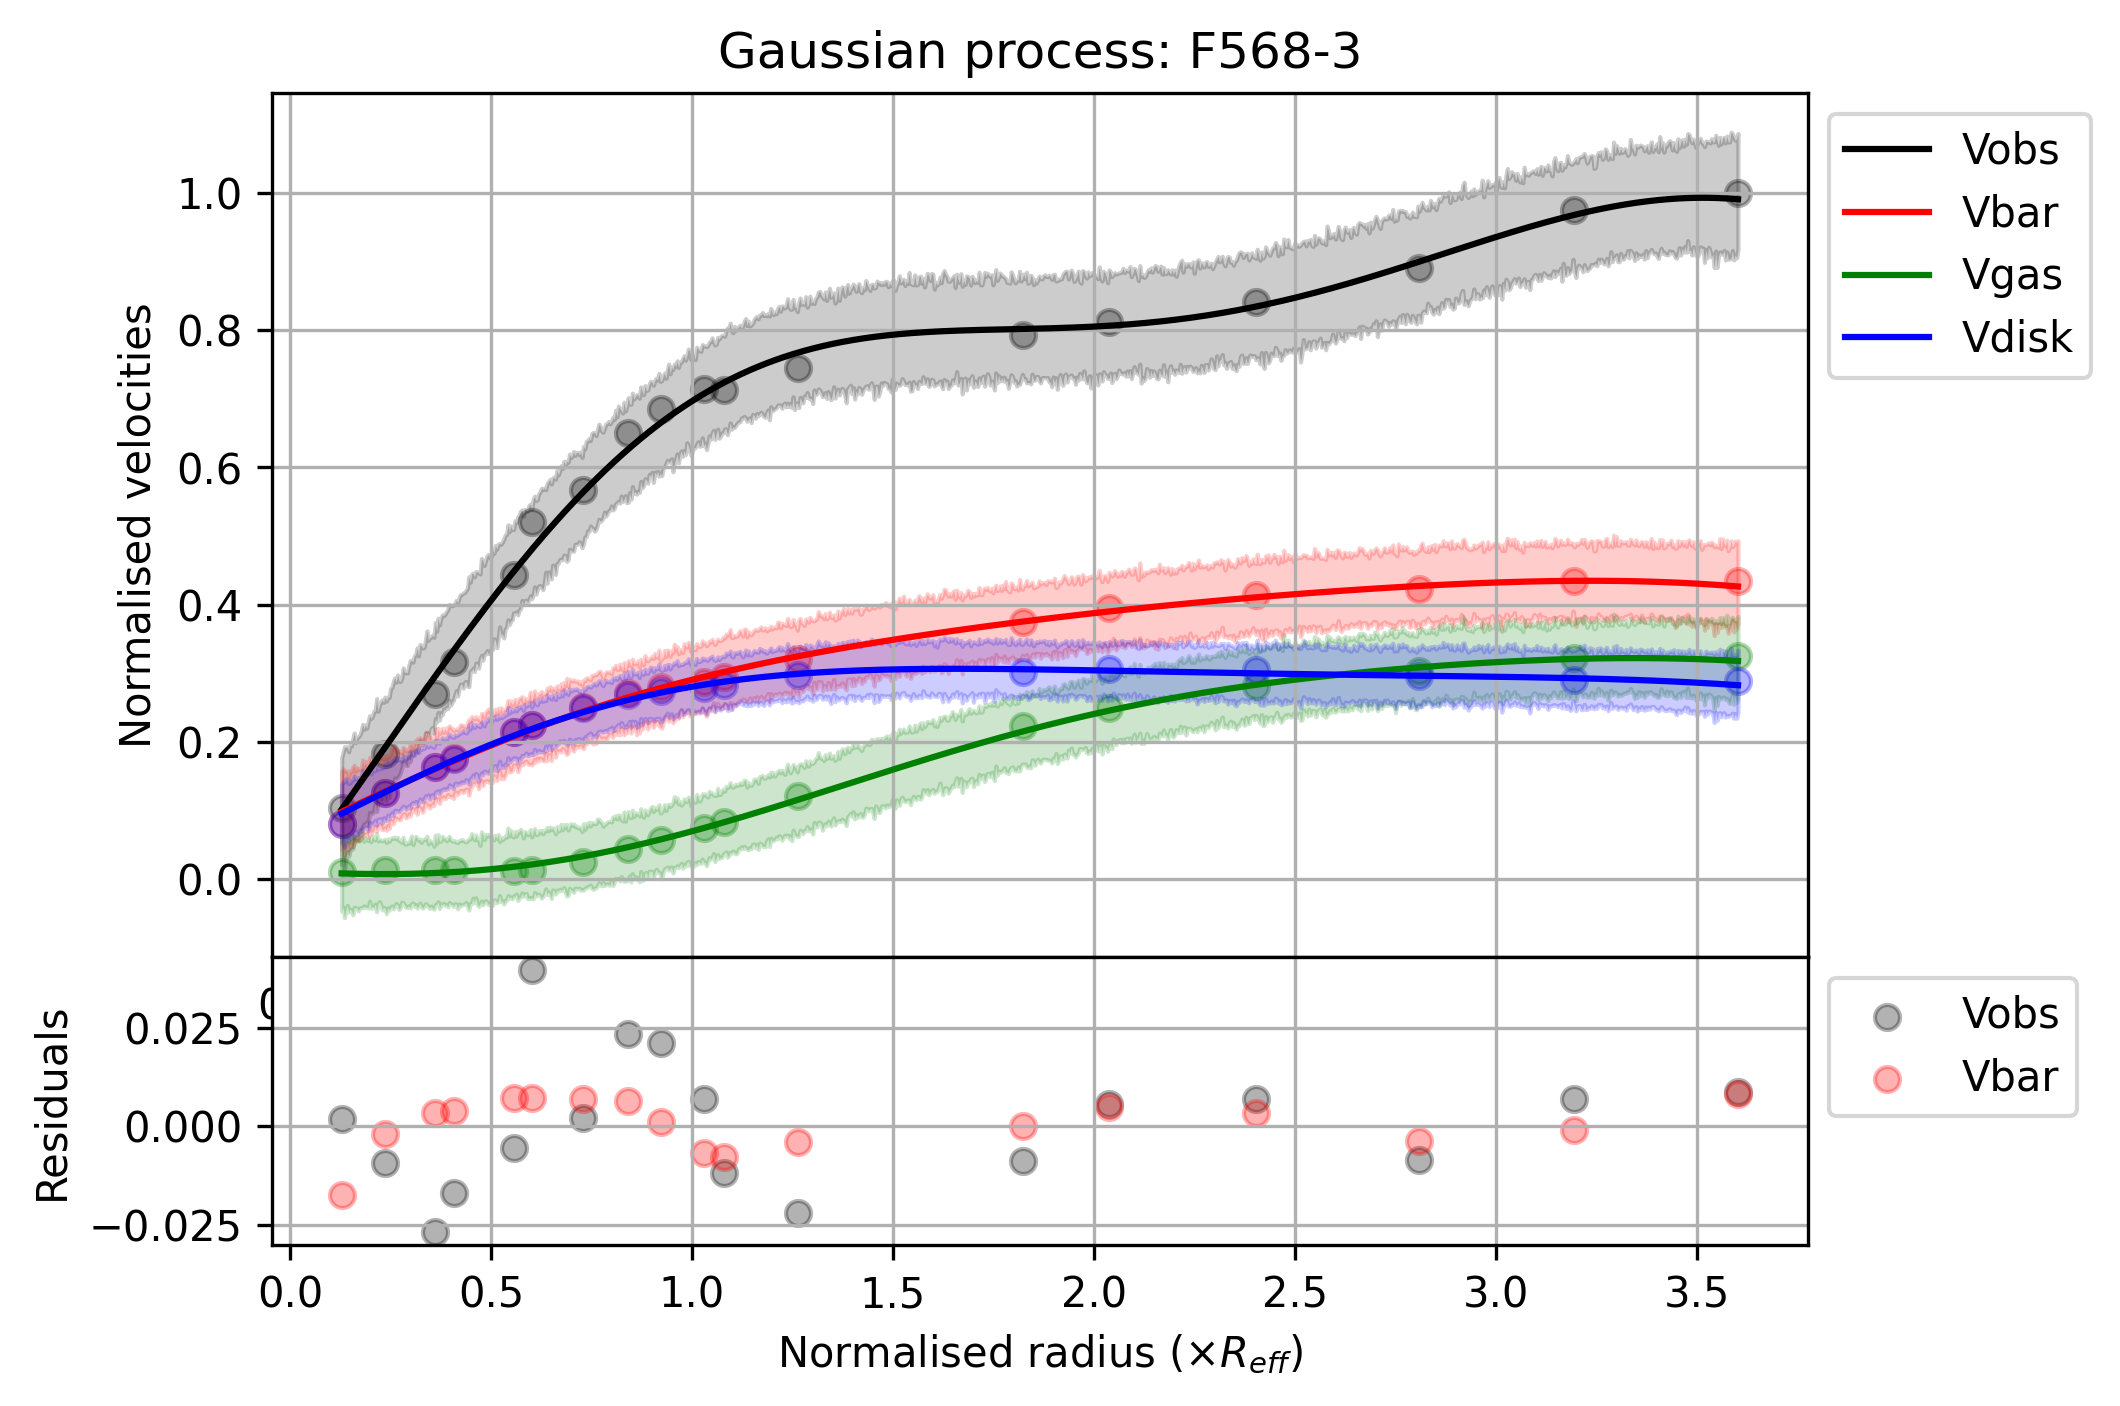 Gaussian process: F568-3
1.0
0.8
0.6
0.4
0.2
0.0
Normalised velocities
Vobs
Vbar
Vgas
Vdisk
0.025
0.000
−0.025
Residuals
Vobs
Vbar
0.0 0.5 1.0 1.5 2.0 2.5 3.0 3.5
Normalised radius (×R_eff)